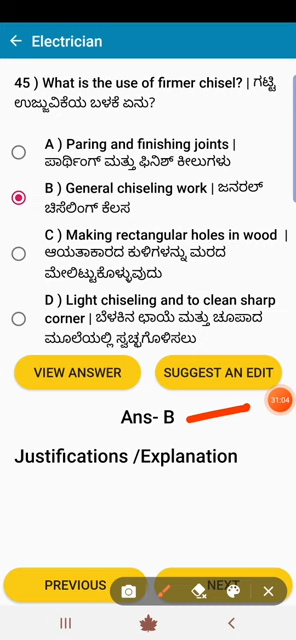 Electrician
45 ) What is the use of firmer chisel? | ಗಟ್ಟಿ
ಉಜ್ಜುವಿಕೆಯ ಬಳಕೆ ಏನು?
A ) Paring and finishing joints |
ಪಾರ್ಥಿಂಗ್ ಮತ್ತು ಫಿನಿಶ್ ಕೀಲುಗಳು
B ) General chiseling work | ಜನರಲ್
ಚಿಸೆಲಿಂಗ್ ಕೆಲಸ
C ) Making rectangular holes in wood |
ಆಯತಾಕಾರದ ಕುಳಿಗಳನ್ನು ಮರದ
ಮೇಲಿಟ್ಟುಕೊಳ್ಳುವುದು
D ) Light chiseling and to clean sharp
corner | ಬೆಳಕಿನ ಛಾಯೆ ಮತ್ತು ಚೂಪಾದ
ಮೂಲೆಯಲ್ಲಿ ಸ್ವಚ್ಛಗೊಳಿಸಲು
VIEW ANSWER
SUGGEST AN EDIT
Ans- B
31:04
Justifications /Explanation
PREVIOUS
NEXT